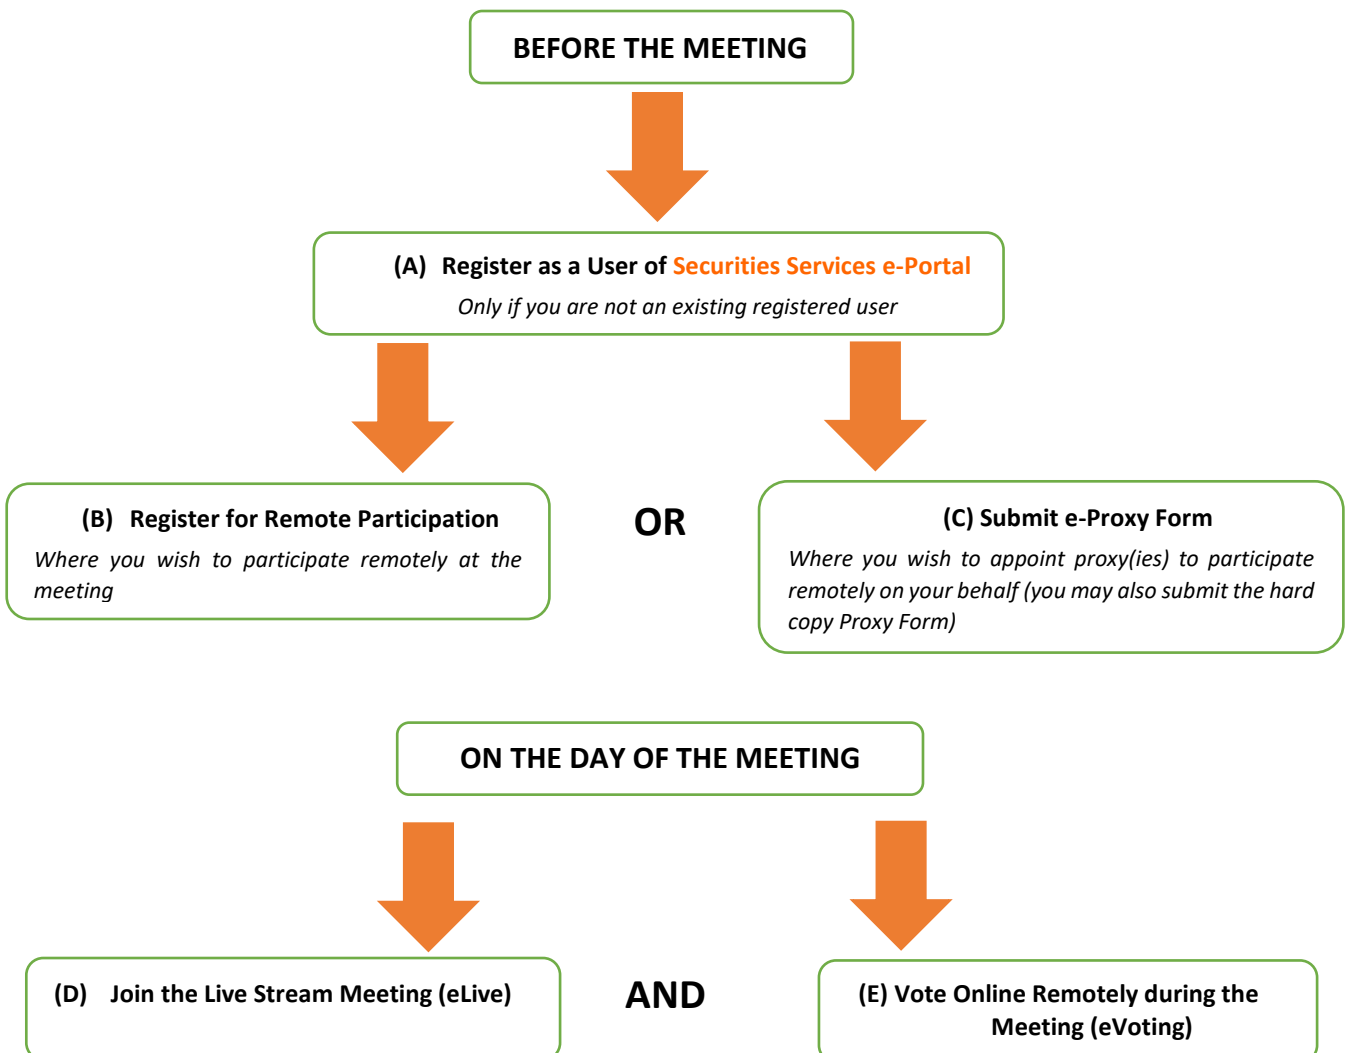 BEFORE THE MEETING
(A) Register as a User of Securities Services e-Portal
Only if you are not an existing registered user
(B) Register for Remote Participation
Where you wish to participate remotely at the
meeting
OR
(C) Submit e-Proxy Form
Where you wish to appoint proxy(ies) to participate
remotely on your behalf (you may also submit the hard
copy Proxy Form)
ON THE DAY OF THE MEETING
(D) Join the Live Stream Meeting (eLive)
AND
(E) Vote Online Remotely during the
Meeting (eVoting)